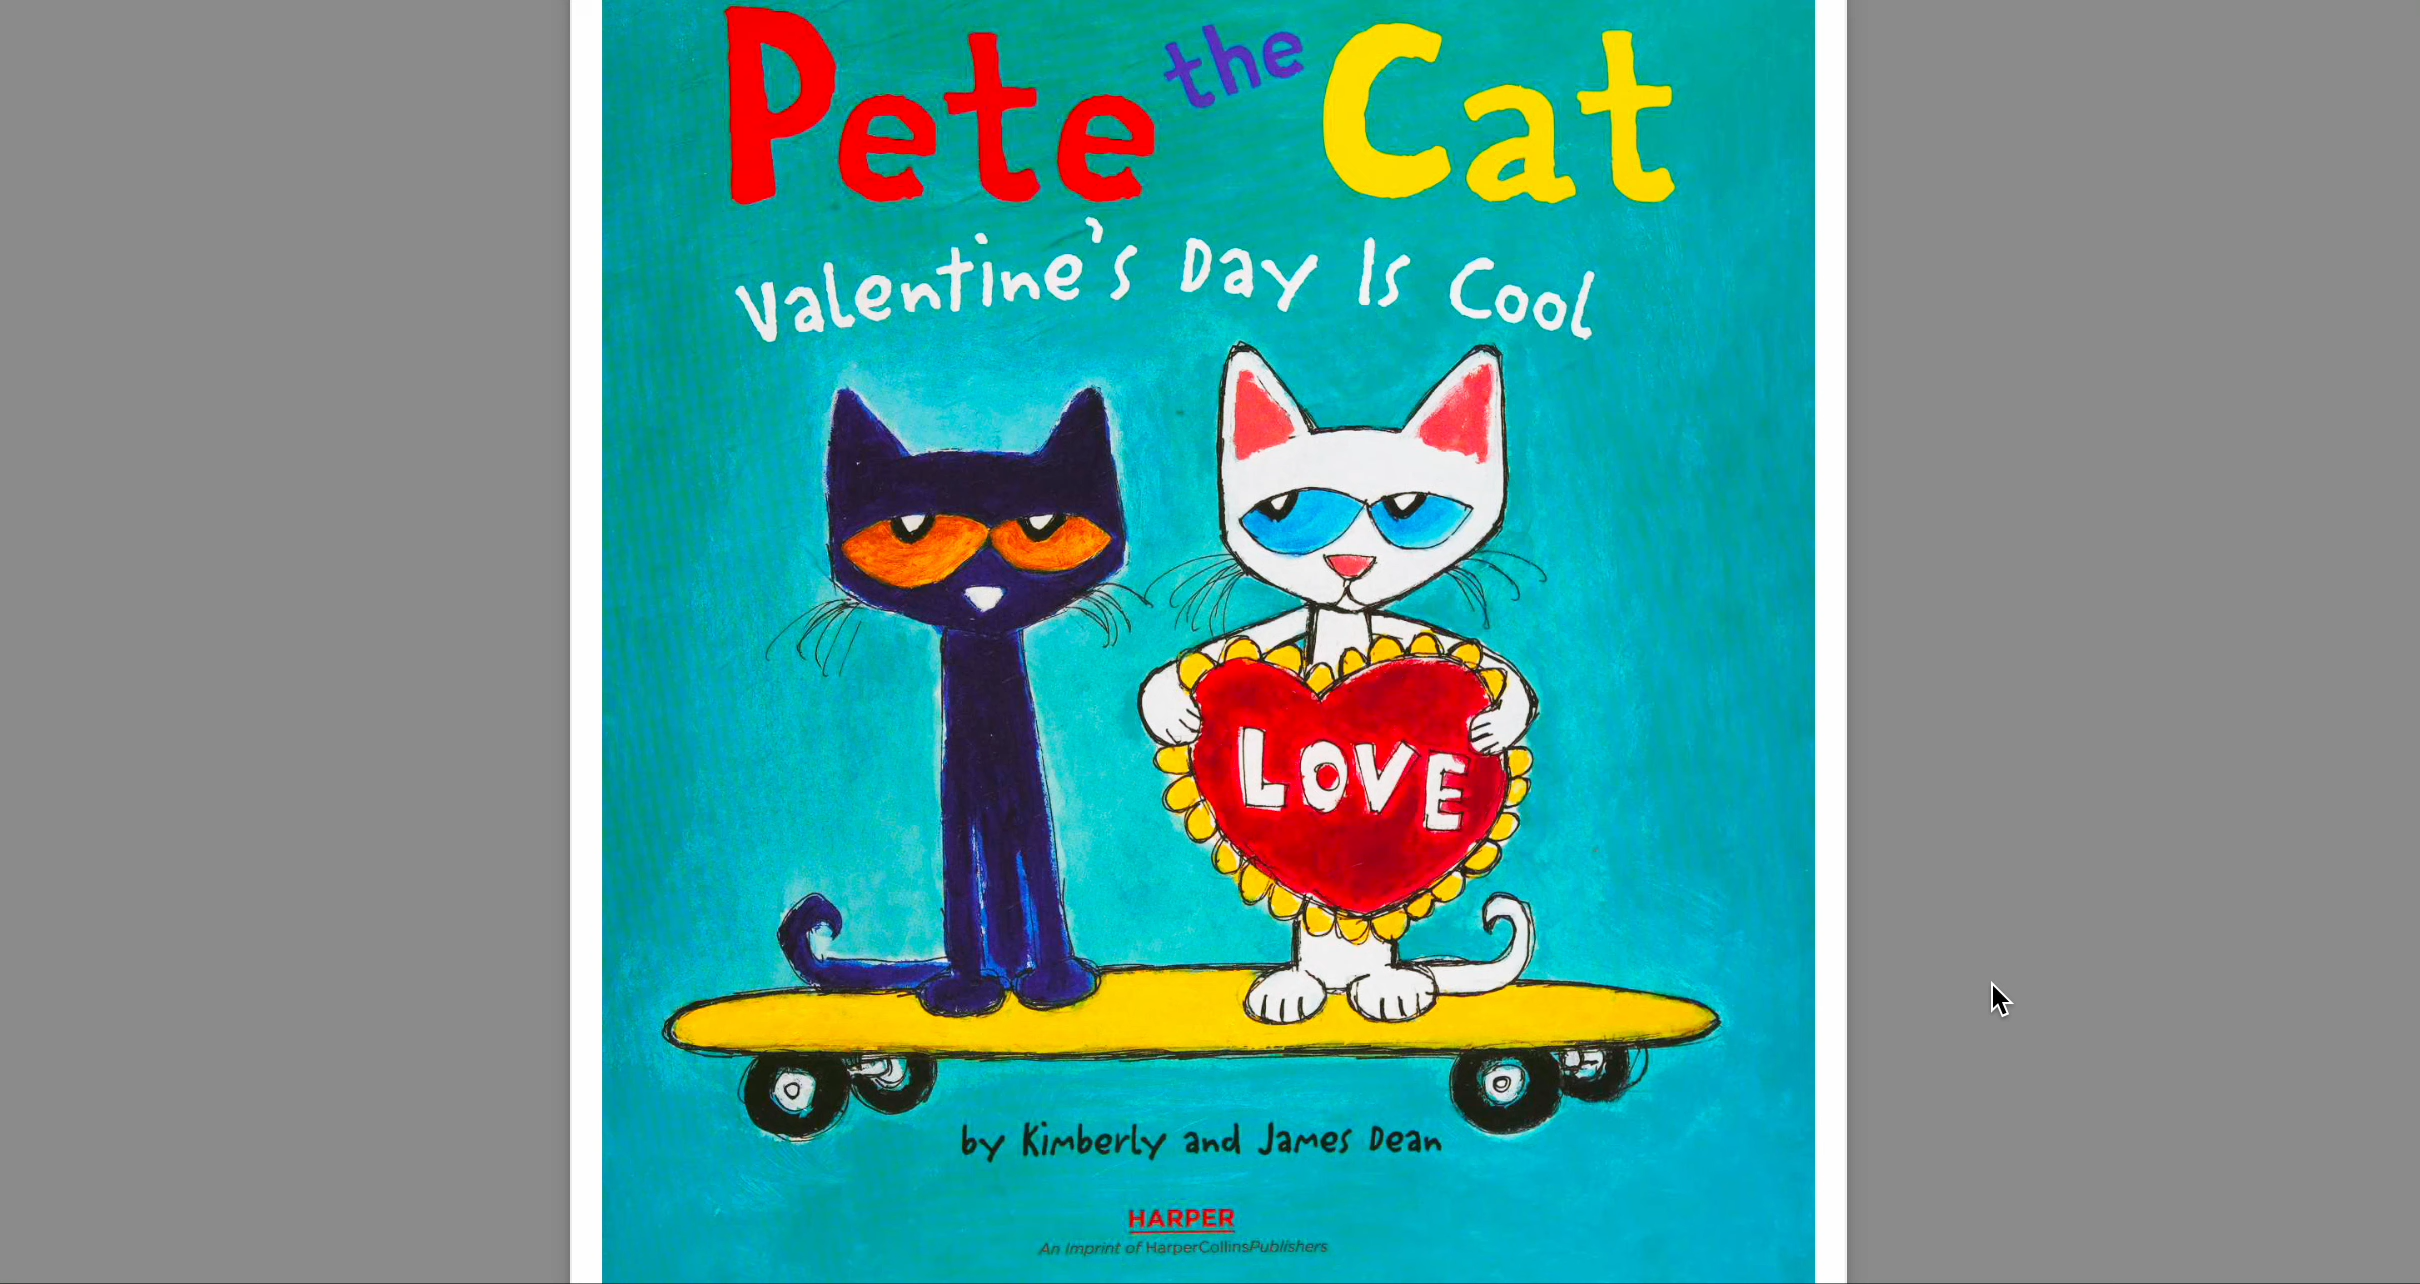 Pete the Cat
Valentine's Day Is Cool
LOVE
by Kimberly and James Dean
HARPER
An Imprint of HarperCollinsPublishers